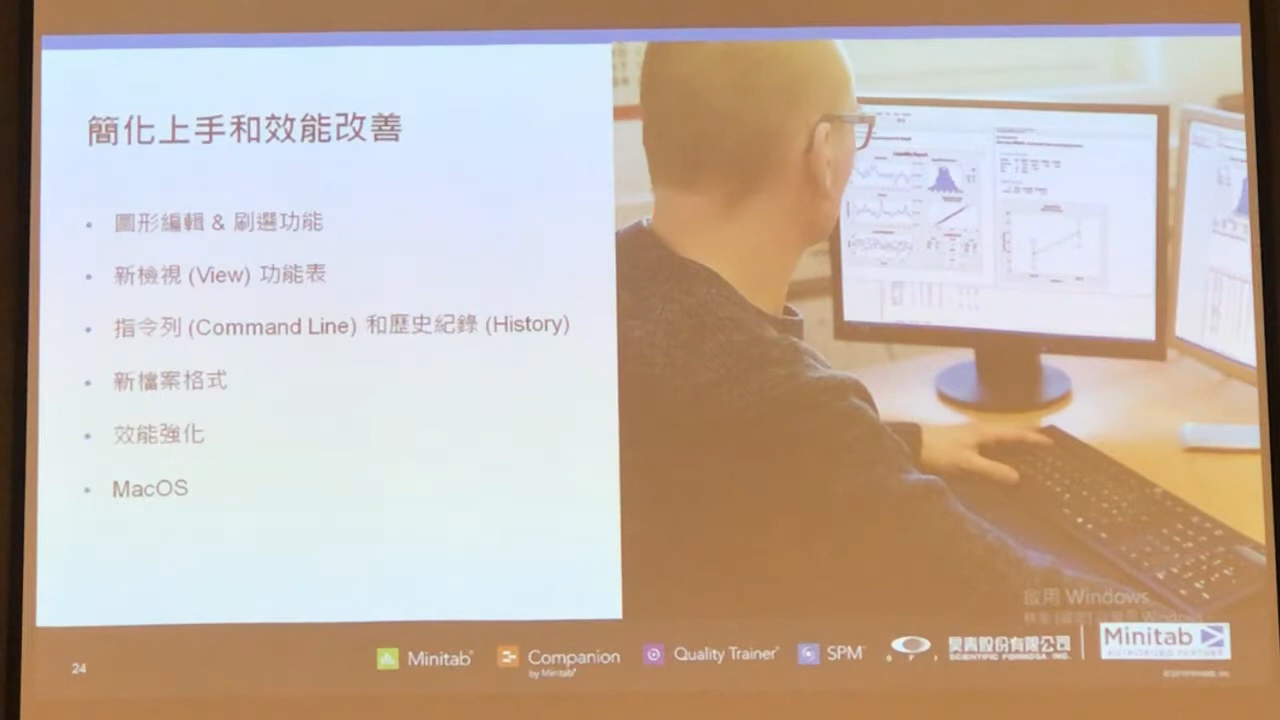 簡化上手和效能改善
• 圖形編輯 & 刷選功能
• 新檢視 (View) 功能表
• 指令列 (Command Line) 和歷史紀錄 (History)
• 新檔案格式
• 效能強化
• MacOS
啟用 Windows
24
Minitab
Companion
by Minitab
Quality Trainer
SPM
S F I
昊青股份有限公司
SCIENTIFIC FORMOSA INC.
Minitab
AUTHORIZED PARTNER